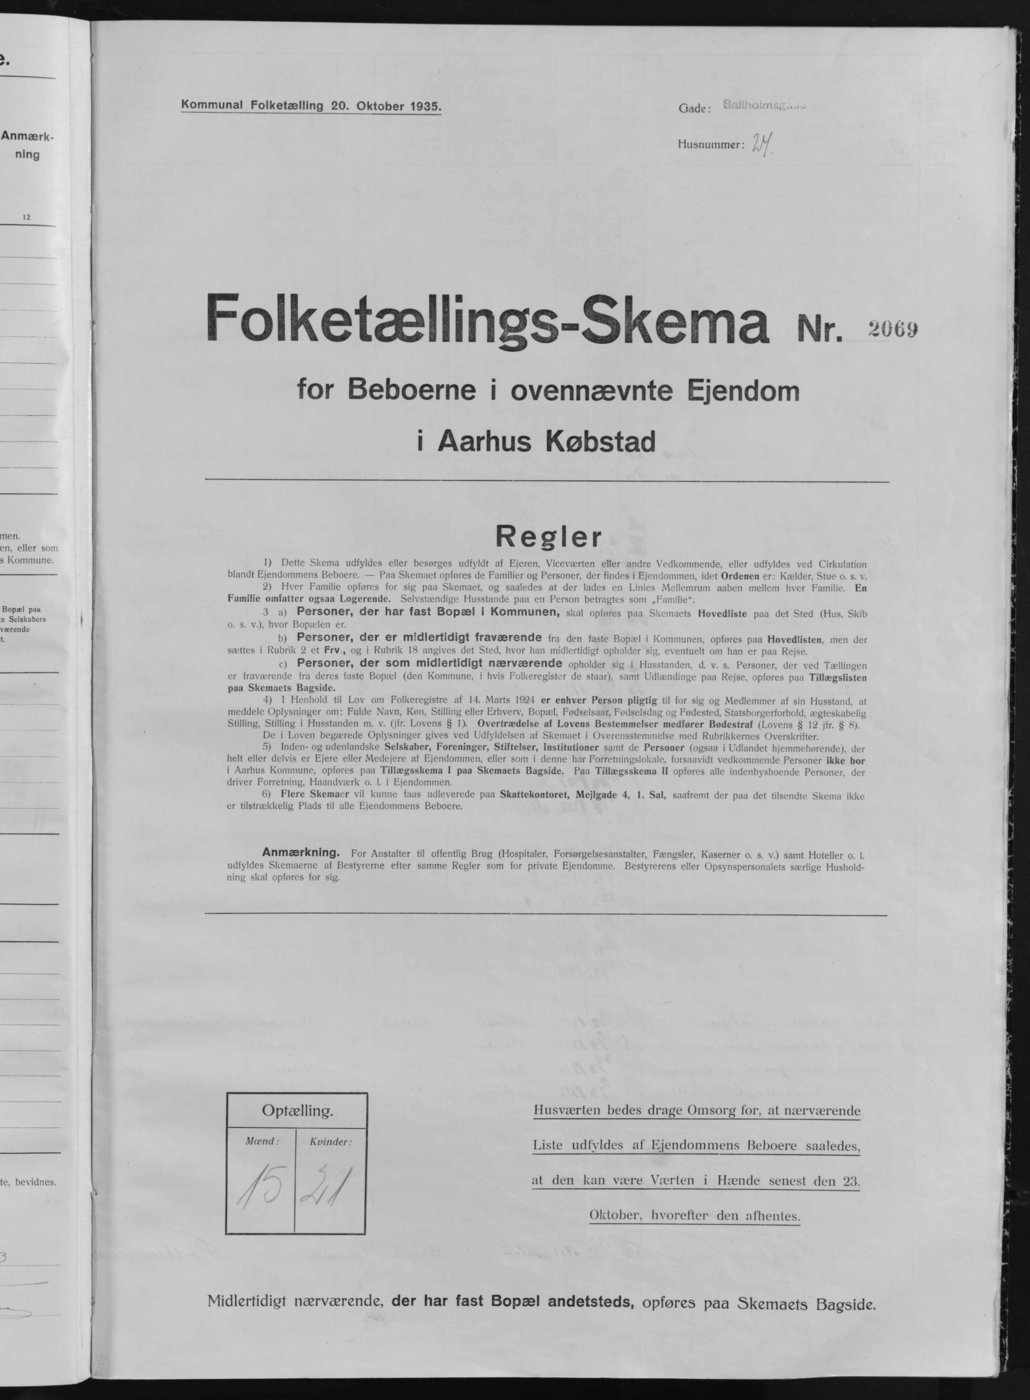 e.
Anmærk-
ning
12
men.
en, eller som
s Kommune.
Bopæl paa
te Selskabers
værende
t.
te, bevidnes.
3
Kommunal Folketælling 20. Oktober 1935.
Gade: Saltholmsgade
Husnummer: 24.
Folketællings-Skema Nr. 2069
for Beboerne i ovennævnte Ejendom
i Aarhus Købstad
Regler
1) Dette Skema udfyldes eller besørges udfyldt af Ejeren, Viceværten eller andre Vedkommende, eller udfyldes ved Cirkulation
blandt Ejendommens Beboere. — Paa Skemaet opføres de Familier og Personer, der findes i Ejendommen, idet Ordenen er: Kælder, Stue o. s. v.
2) Hver Familie opføres for sig paa Skemaet, og saaledes at der lades en Linies Mellemrum aaben mellem hver Familie. En
Familie omfatter ogsaa Logerende. Selvstændige Husstande paa en Person betragtes som „Familie".
3 a) Personer, der har fast Bopæl i Kommunen, skal opføres paa Skemaets Hovedliste paa det Sted (Hus, Skib
o. s. v.), hvor Bopælen er.
b) Personer, der er midlertidigt fraværende fra den faste Bopæl i Kommunen, opføres paa Hovedlisten, men der
sættes i Rubrik 2 et Frv., og i Rubrik 18 angives det Sted, hvor han midlertidigt opholder sig, eventuelt om han er paa Rejse.
c) Personer, der som midlertidigt nærværende opholder sig i Husstanden, d. v. s. Personer, der ved Tællingen
er fraværende fra deres faste Bopæl (den Kommune, i hvis Folkeregister de staar), samt Udlændinge paa Rejse, opføres paa Tillægslisten
paa Skemaets Bagside.
4) I Henhold til Lov om Folkeregistre af 14. Marts 1924 er enhver Person pligtig til for sig og Medlemmer af sin Husstand, at
meddele Oplysninger om: Fulde Navn, Køn, Stilling eller Erhverv, Bopæl, Fødselsaar, Fødselsdag og Fødested, Statsborgerforhold, ægteskabelig
Stilling, Stilling i Husstanden m. v. (jfr. Lovens § 1). Overtrædelse af Lovens Bestemmelser medfører Bødestraf (Lovens § 12 jfr. § 8).
De i Loven begærede Oplysninger gives ved Udfyldelsen af Skemaet i Overensstemmelse med Rubrikkernes Overskrifter.
5) Inden- og udenlandske Selskaber, Foreninger, Stiftelser, Institutioner samt de Personer (ogsaa i Udlandet hjemmehørende), der
helt eller delvis er Ejere eller Medejere af Ejendommen, eller som i denne har Forretningslokale, forsaavidt vedkommende Personer ikke bor
i Aarhus Kommune, opføres paa Tillægsskema I paa Skemaets Bagside. Paa Tillægsskema II opføres alle indenbysboende Personer, der
driver Forretning, Haandværk o. l. i Ejendommen.
6) Flere Skemaer vil kunne faas udleverede paa Skattekontoret, Mejlgade 4, 1. Sal, saafremt der paa det tilsendte Skema ikke
er tilstrækkelig Plads til alle Ejendommens Beboere.
Anmærkning. For Anstalter til offentlig Brug (Hospitaler, Forsørgelsesanstalter, Fængsler, Kaserner o. s. v.) samt Hoteller o. l.
udfyldes Skemaerne af Bestyrerne efter samme Regler som for private Ejendomme. Bestyrerens eller Opsynspersonalets særlige Hushold-
ning skal opføres for sig.
Optælling.
Mænd: Kvinder:
15 21
Husværten bedes drage Omsorg for, at nærværende
Liste udfyldes af Ejendommens Beboere saaledes,
at den kan være Værten i Hænde senest den 23.
Oktober, hvorefter den afhentes.
Midlertidigt nærværende, der har fast Bopæl andetsteds, opføres paa Skemaets Bagside.